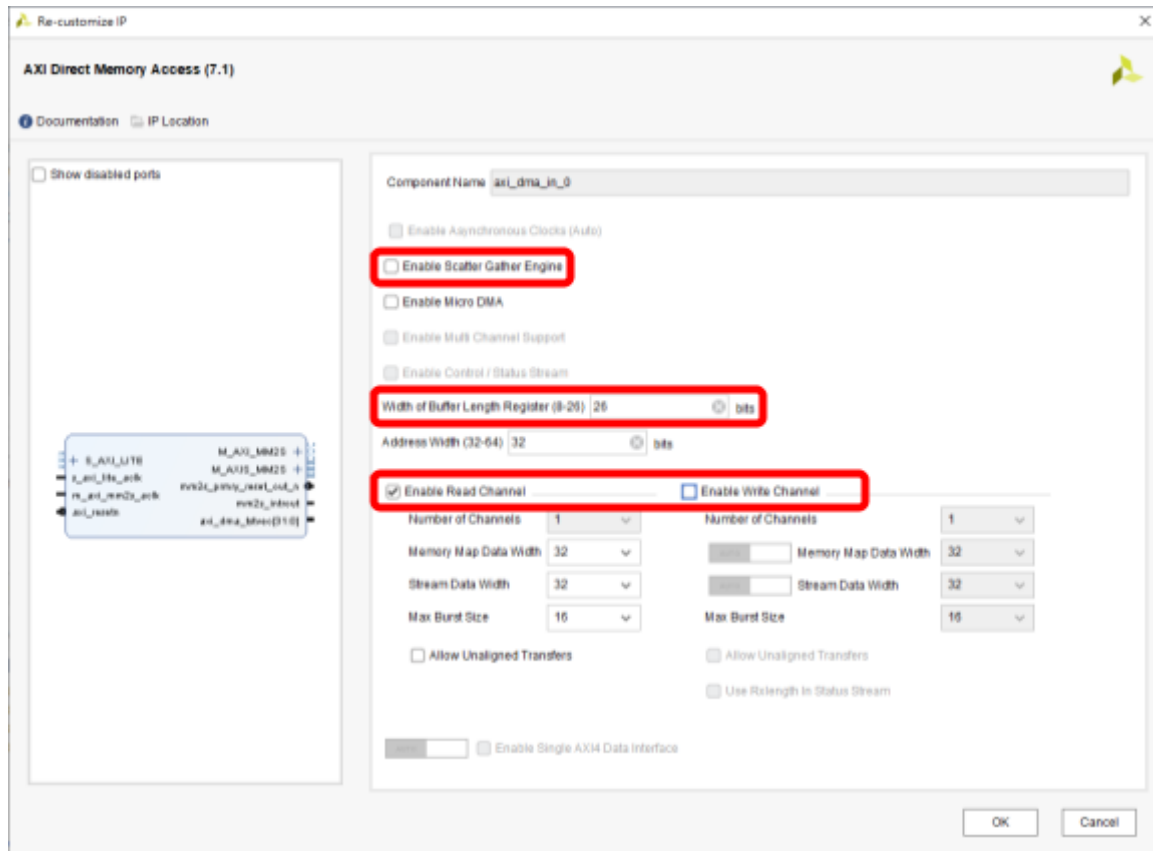 Re-customize IP
AXI Direct Memory Access (7.1)
Documentation IP Location
Show disabled ports
S_AXI_LITE
s_axi_lite_aclk
m_axi_mm2s_aclk
axi_resetn
M_AXI_MM2S
M_AXIS_MM2S
mm2s_prmry_reset_out_n
mm2s_introut
axi_dma_tstvec[31:0]
Component Name axi_dma_in_0
Enable Asynchronous Clocks (Auto)
Enable Scatter Gather Engine
Enable Micro DMA
Enable Multi Channel Support
Enable Control / Status Stream
Width of Buffer Length Register (8-26) 26 bits
Address Width (32-64) 32 bits
Enable Read Channel Enable Write Channel
Number of Channels 1 Number of Channels 1
Memory Map Data Width 32 Memory Map Data Width 32
Stream Data Width 32 Stream Data Width 32
Max Burst Size 16 Max Burst Size 16
Allow Unaligned Transfers Allow Unaligned Transfers
Use Rxlength In Status Stream
Enable Single AXI4 Data Interface
OK Cancel